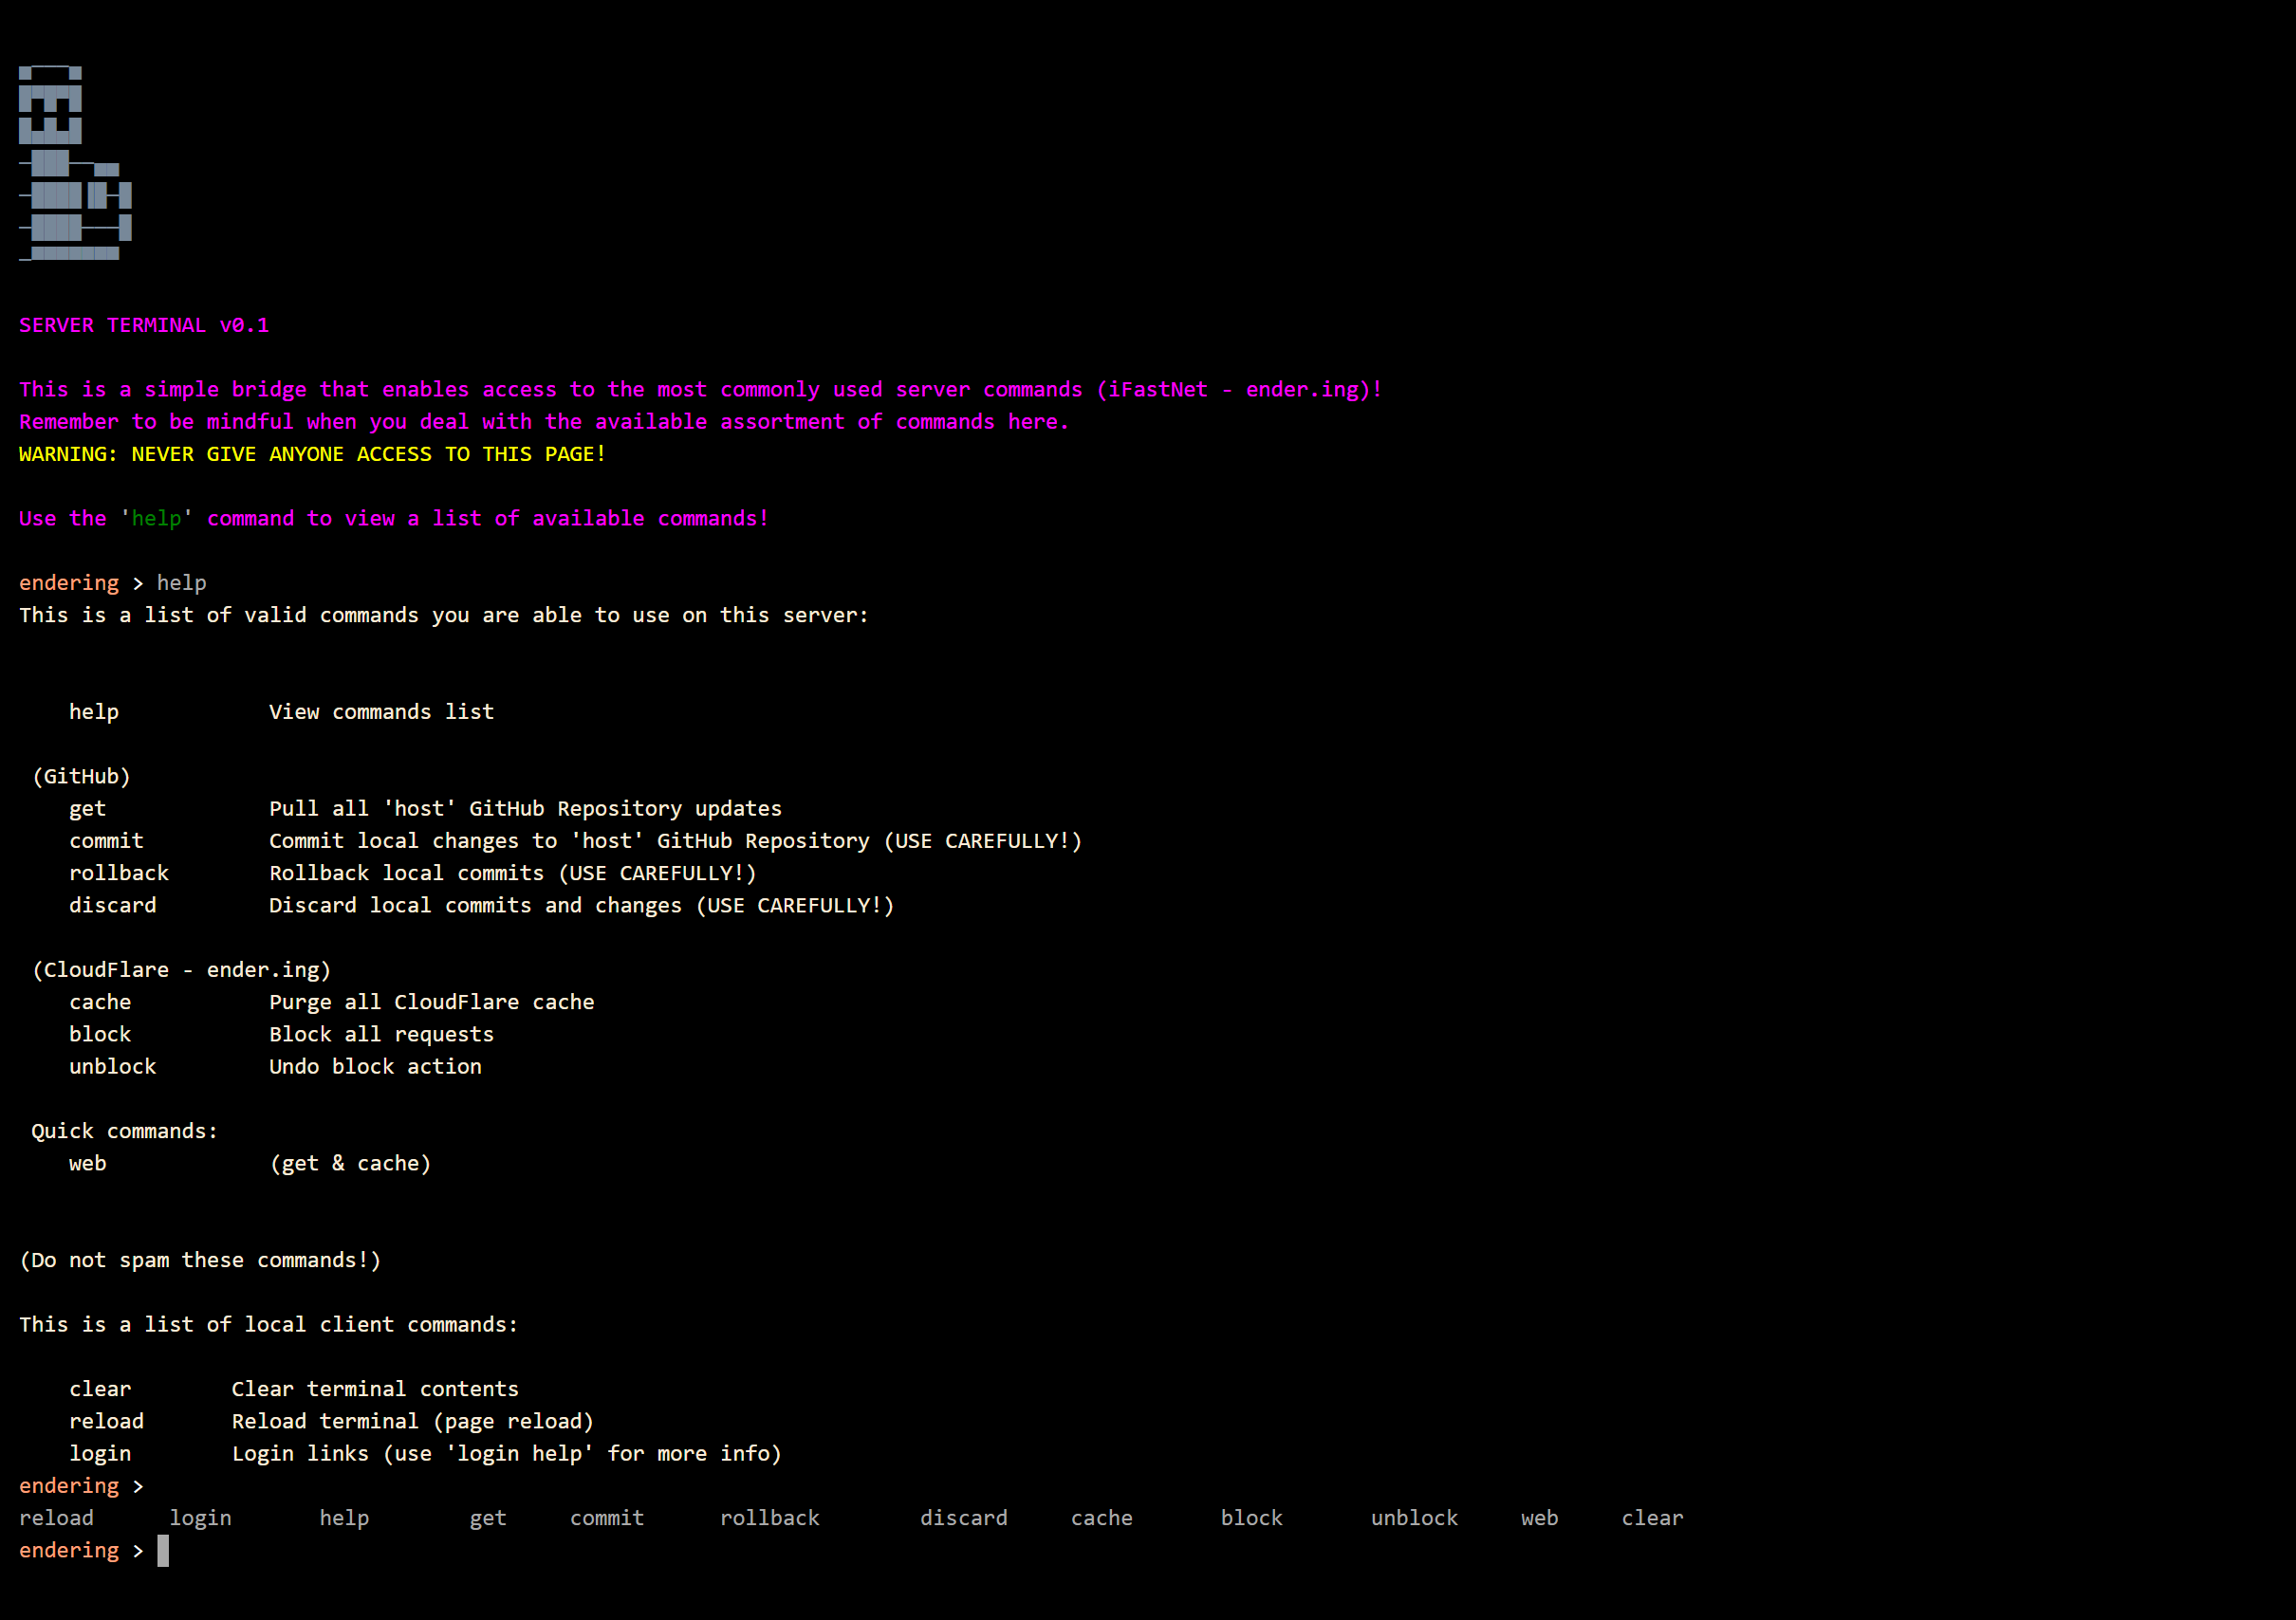 SERVER TERMINAL v0.1
This is a simple bridge that enables access to the most commonly used server commands (iFastNet - ender.ing)!
Remember to be mindful when you deal with the available assortment of commands here.
WARNING: NEVER GIVE ANYONE ACCESS TO THIS PAGE!
Use the 'help' command to view a list of available commands!
endering > help
This is a list of valid commands you are able to use on this server:
help View commands list
(GitHub)
get Pull all 'host' GitHub Repository updates
commit Commit local changes to 'host' GitHub Repository (USE CAREFULLY!)
rollback Rollback local commits (USE CAREFULLY!)
discard Discard local commits and changes (USE CAREFULLY!)
(CloudFlare - ender.ing)
cache Purge all CloudFlare cache
block Block all requests
unblock Undo block action
Quick commands:
web (get & cache)
(Do not spam these commands!)
This is a list of local client commands:
clear Clear terminal contents
reload Reload terminal (page reload)
login Login links (use 'login help' for more info)
endering >
reload login help get commit rollback discard cache block unblock web clear
endering >